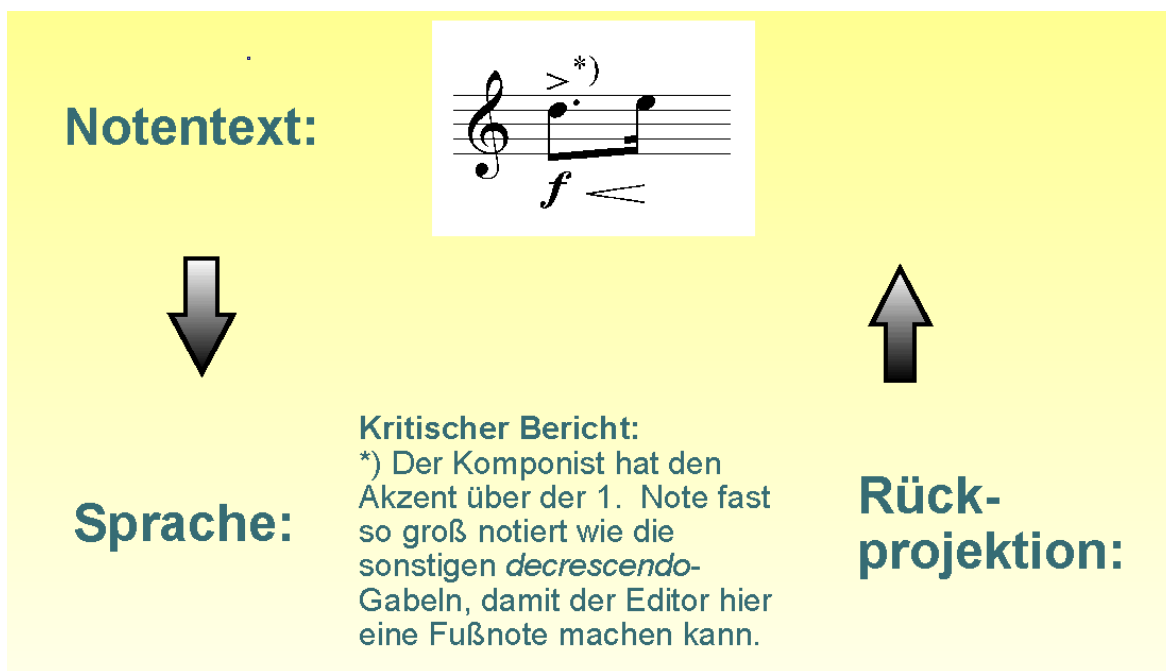 Notentext:
>*)
f
Kritischer Bericht:
*) Der Komponist hat den
Akzent über der 1. Note fast
so groß notiert wie die
sonstigen decrescendo-
Gabeln, damit der Editor hier
eine Fußnote machen kann.
Sprache:
Rück-
projektion: